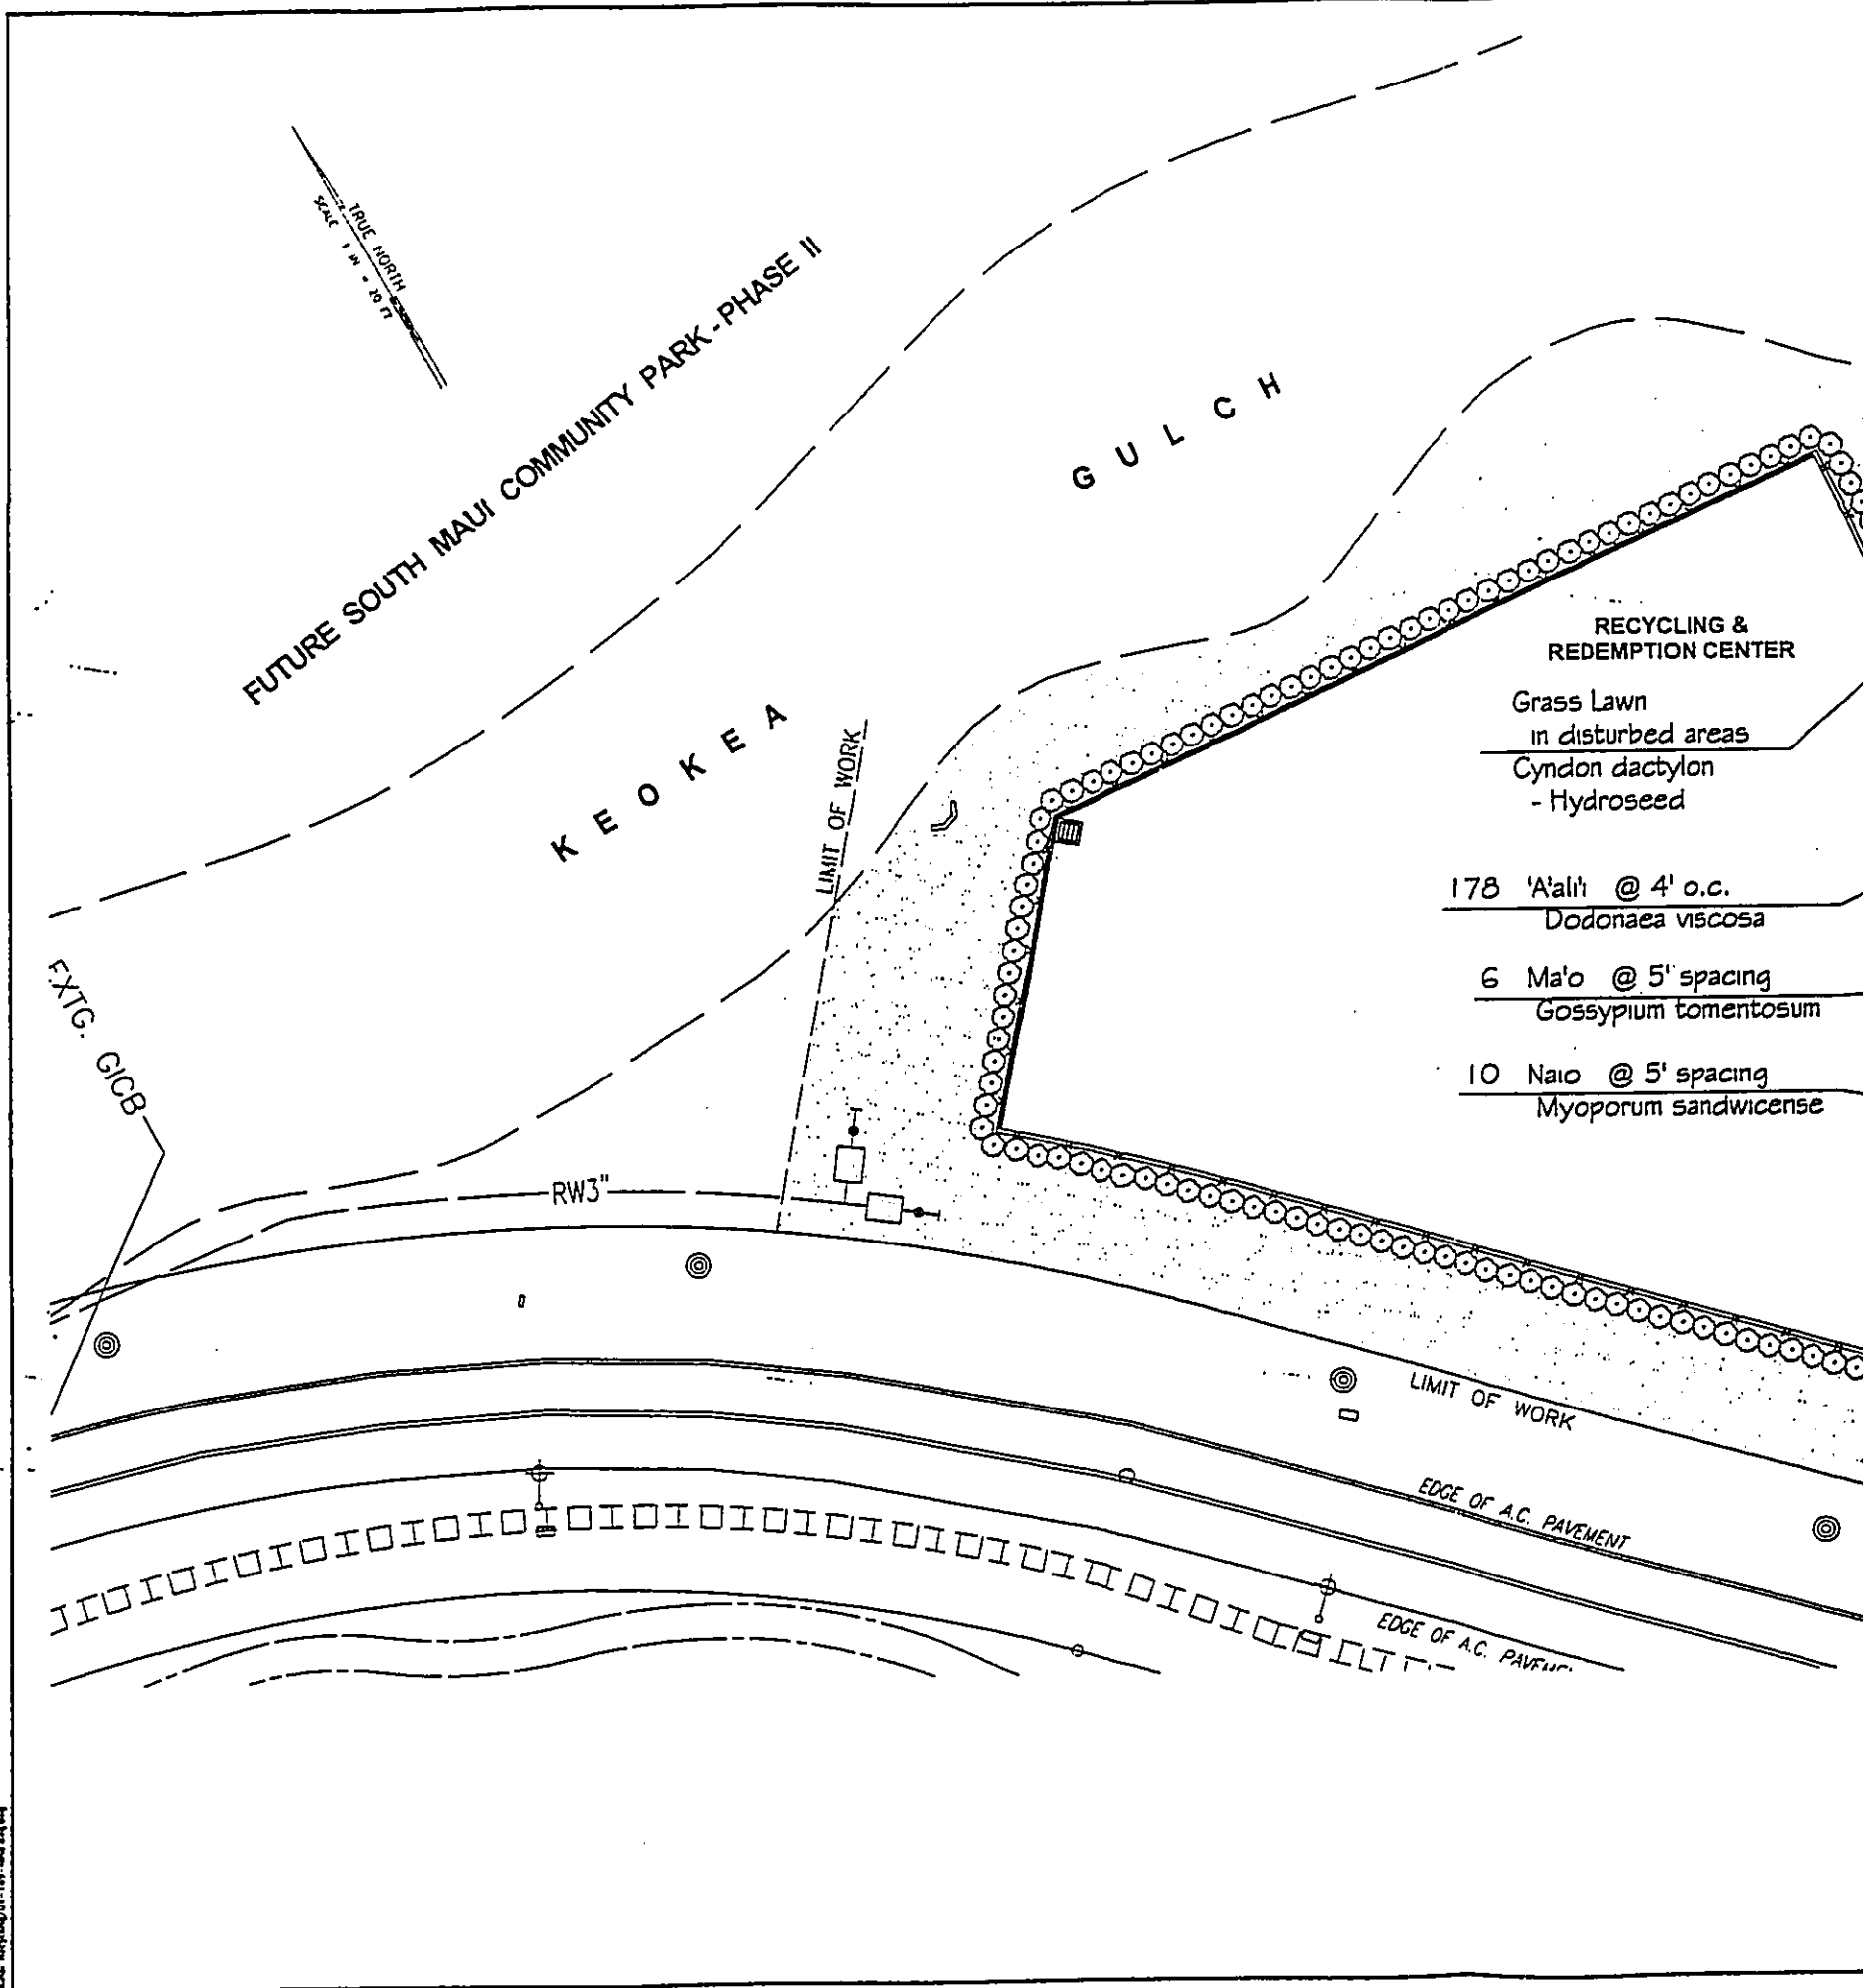 TRUE NORTH
SCALE 1 IN = 20 FT
FUTURE SOUTH MAUI COMMUNITY PARK - PHASE II
KEOKEA
GULCH
LIMIT OF WORK
RECYCLING &
REDEMPTION CENTER
Grass Lawn
in disturbed areas
Cyndon dactylon
- Hydroseed
178 'A'ali'i @ 4' o.c.
Dodonaea viscosa
6 Ma'o @ 5' spacing
Gossypium tomentosum
10 Naio @ 5' spacing
Myoporum sandwicense
EXTG. GICB
RW3"
LIMIT OF WORK
EDGE OF A.C. PAVEMENT
EDGE OF A.C.